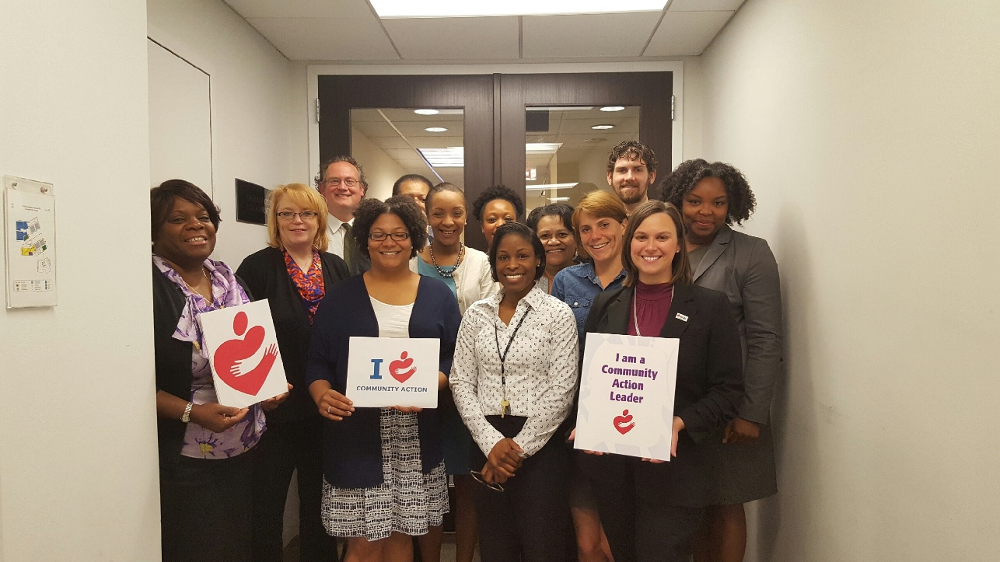 I
COMMUNITY ACTION
I am a
Community
Action
Leader